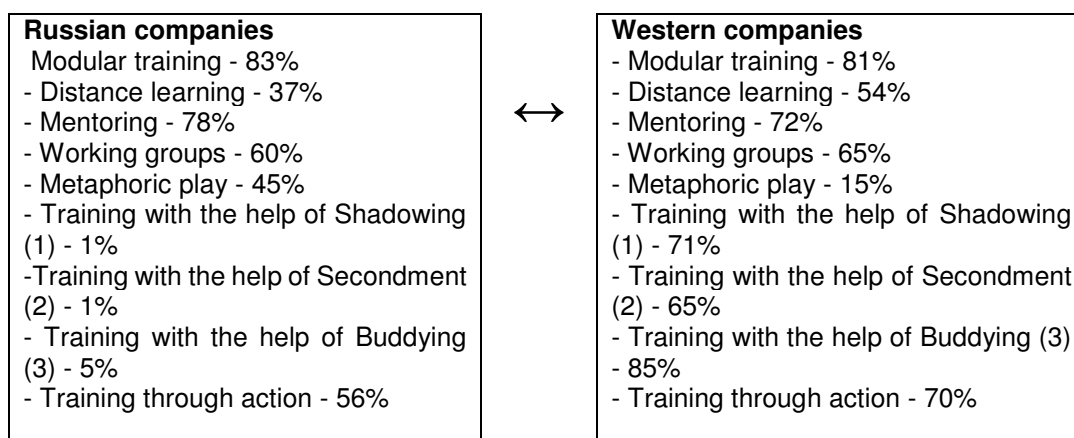 Russian companies
Modular training - 83%
- Distance learning - 37%
- Mentoring - 78%
- Working groups - 60%
- Metaphoric play - 45%
- Training with the help of Shadowing
(1) - 1%
-Training with the help of Secondment
(2) - 1%
- Training with the help of Buddying
(3) - 5%
- Training through action - 56%
↔
Western companies
- Modular training - 81%
- Distance learning - 54%
- Mentoring - 72%
- Working groups - 65%
- Metaphoric play - 15%
- Training with the help of Shadowing
(1) - 71%
- Training with the help of Secondment
(2) - 65%
- Training with the help of Buddying (3)
- 85%
- Training through action - 70%